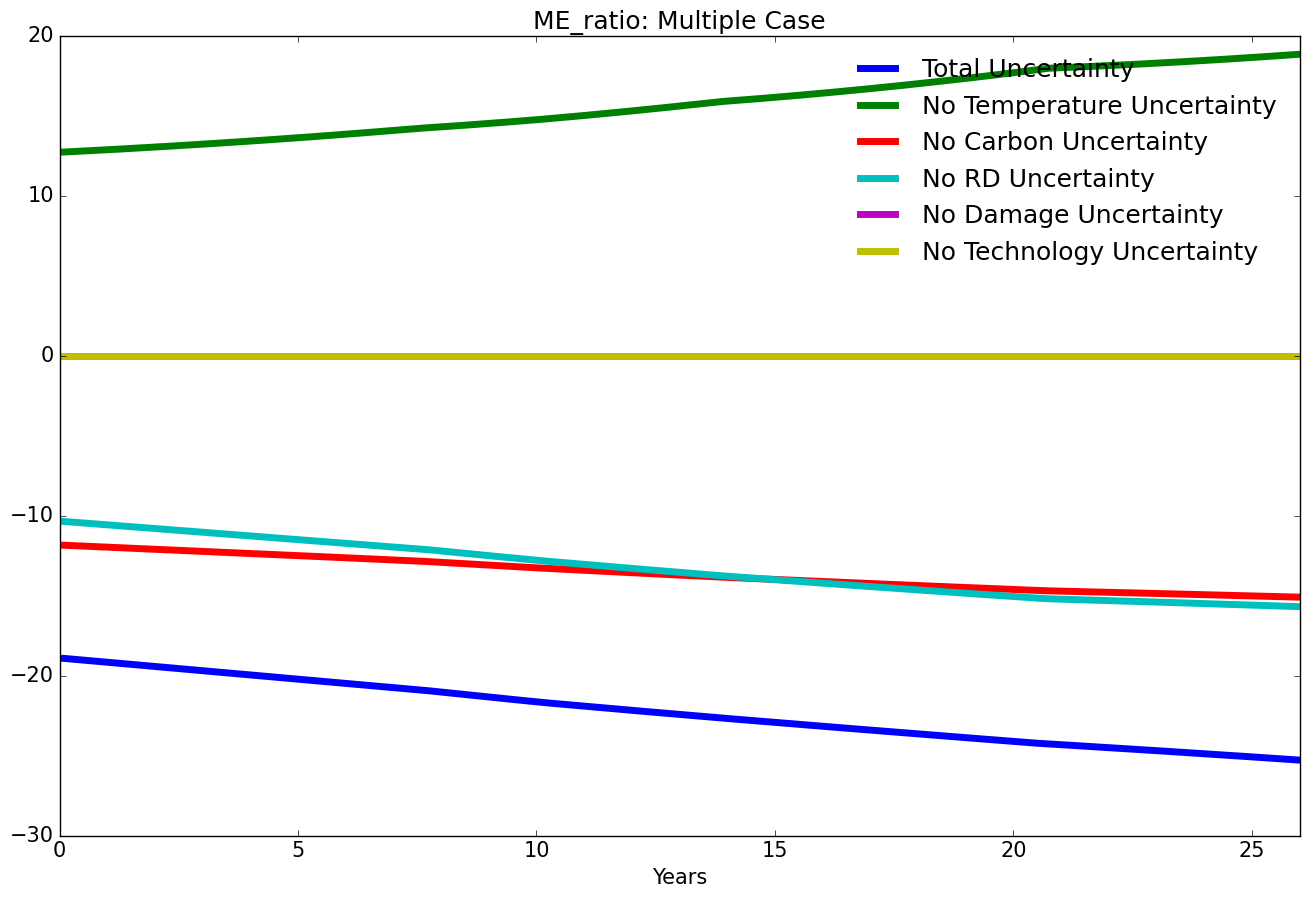 ME_ratio: Multiple Case
20
10
0
−10
−20
−30
Total Uncertainty
No Temperature Uncertainty
No Carbon Uncertainty
No RD Uncertainty
No Damage Uncertainty
No Technology Uncertainty
0 5 10 15 20 25
Years